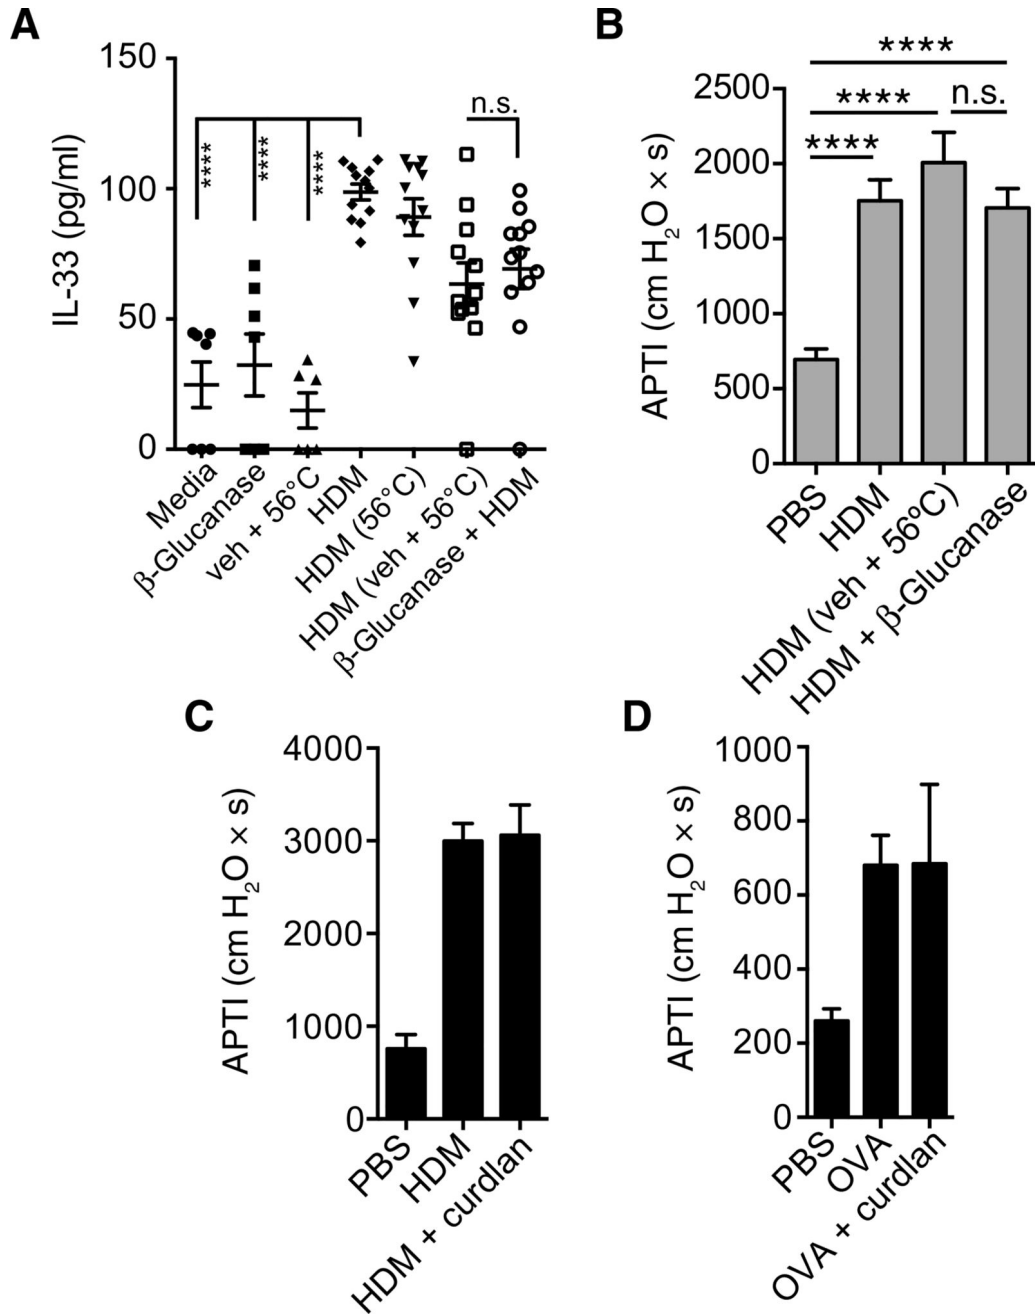 A
IL-33 (pg/ml)
150
100
50
0
****
****
****
n.s.
Media
β-Glucanase
veh + 56°C
HDM
HDM (56°C)
HDM (veh + 56°C)
β-Glucanase + HDM
B
APTI (cm H₂O × s)
2500
2000
1500
1000
500
0
****
****
n.s.
****
PBS
HDM
HDM (veh + 56°C)
HDM + β-Glucanase
C
APTI (cm H₂O × s)
4000
3000
2000
1000
0
PBS
HDM
HDM + curdlan
D
APTI (cm H₂O × s)
1000
800
600
400
200
0
PBS
OVA
OVA + curdlan